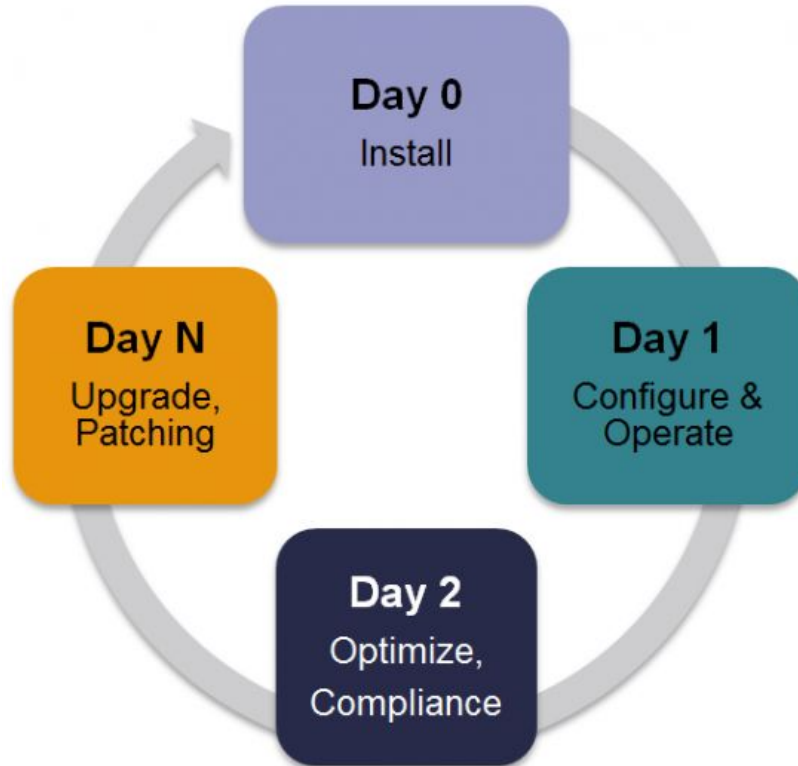 Day 0
Install
Day 1
Configure &
Operate
Day 2
Optimize,
Compliance
Day N
Upgrade,
Patching